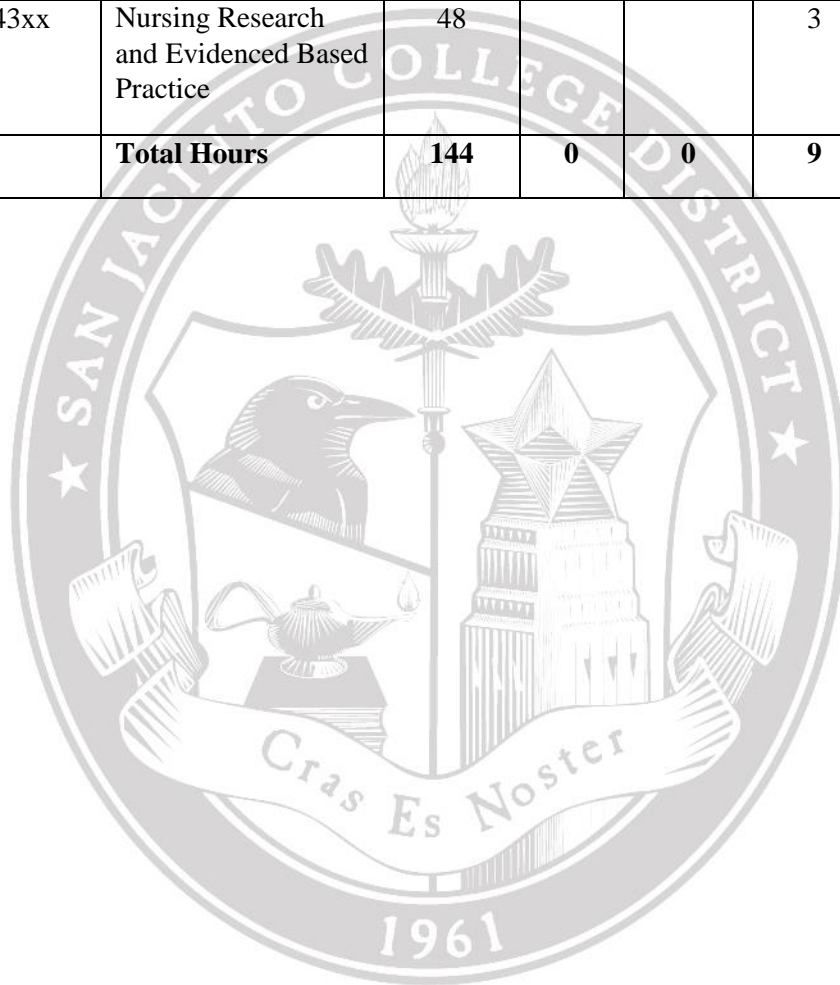 43xx Nursing Research 48 3
and Evidenced Based
Practice
Total Hours 144 0 0 9
SAN JACINTO COLLEGE DISTRICT
Cras Es Noster
1961